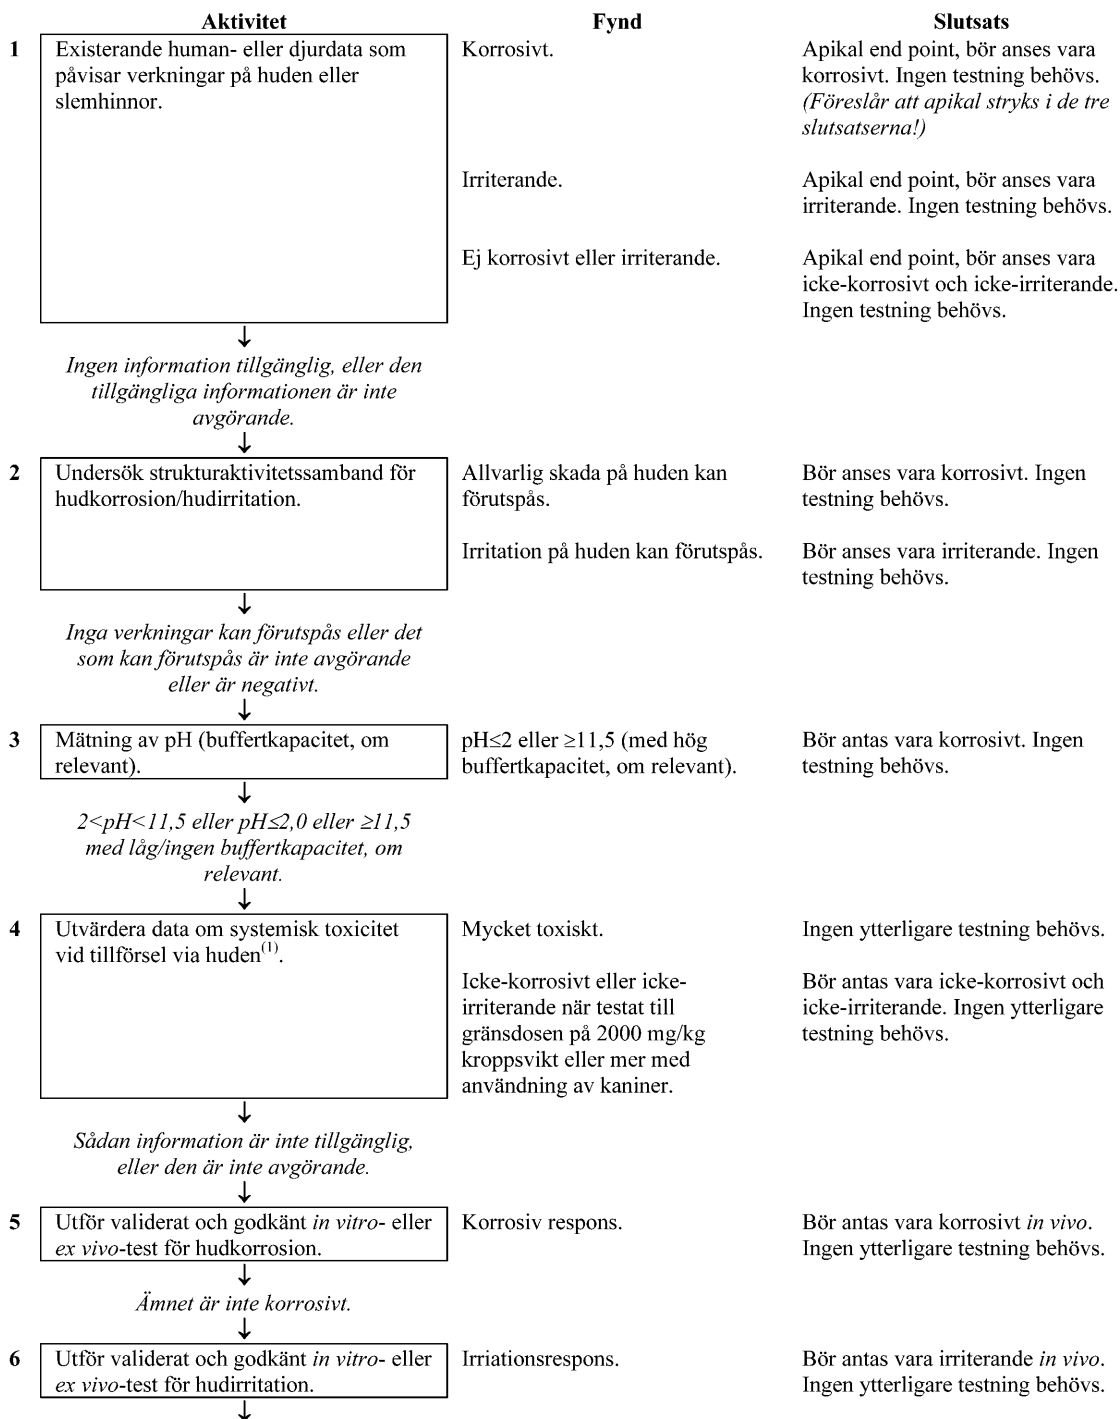 Aktivitet Fynd Slutsats
1 Existerande human- eller djurdata som
påvisar verkningar på huden eller
slemhinnor.
Korrosivt.
Apikal end point, bör anses vara
korrosivt. Ingen testning behövs.
(Föreslår att apikal stryks i de tre
slutsatserna!)
Irriterande.
Apikal end point, bör anses vara
irriterande. Ingen testning behövs.
Ej korrosivt eller irriterande.
Apikal end point, bör anses vara
icke-korrosivt och icke-irriterande.
Ingen testning behövs.
↓
Ingen information tillgänglig, eller den
tillgängliga informationen är inte
avgörande.
↓
2 Undersök strukturaktivitetssamband för
hudkorrosion/hudirritation.
Allvarlig skada på huden kan
förutspås.
Bör anses vara korrosivt. Ingen
testning behövs.
Irritation på huden kan förutspås.
Bör anses vara irriterande. Ingen
testning behövs.
↓
Inga verkningar kan förutspås eller det
som kan förutspås är inte avgörande
eller är negativt.
↓
3 Mätning av pH (buffertkapacitet, om
relevant).
pH≤2 eller ≥11,5 (med hög
buffertkapacitet, om relevant).
Bör antas vara korrosivt. Ingen
testning behövs.
↓
2<pH<11,5 eller pH≤2,0 eller ≥11,5
med låg/ingen buffertkapacitet, om
relevant.
↓
4 Utvärdera data om systemisk toxicitet
vid tillförsel via huden(1).
Mycket toxiskt.
Ingen ytterligare testning behövs.
Icke-korrosivt eller icke-
irriterande när testat till
gränsdosen på 2000 mg/kg
kroppsvikt eller mer med
användning av kaniner.
Bör antas vara icke-korrosivt och
icke-irriterande. Ingen ytterligare
testning behövs.
↓
Sådan information är inte tillgänglig,
eller den är inte avgörande.
↓
5 Utför validerat och godkänt in vitro- eller
ex vivo-test för hudkorrosion.
Korrosiv respons.
Bör antas vara korrosivt in vivo.
Ingen ytterligare testning behövs.
↓
Ämnet är inte korrosivt.
↓
6 Utför validerat och godkänt in vitro- eller
ex vivo-test för hudirritation.
Irriationsrespons.
Bör antas vara irriterande in vivo.
Ingen ytterligare testning behövs.
↓